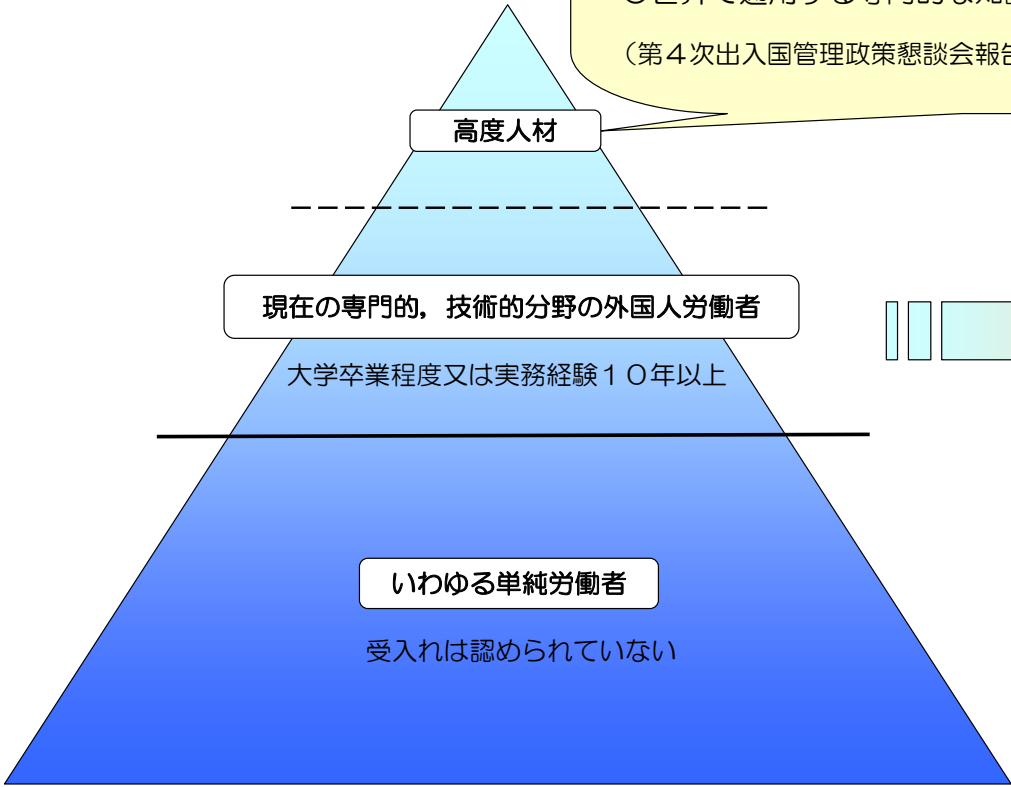 （第４次出入国管理政策懇談会報告
高度人材
現在の専門的，技術的分野の外国人労働者
大学卒業程度又は実務経験１０年以上
いわゆる単純労働者
受入れは認められていない